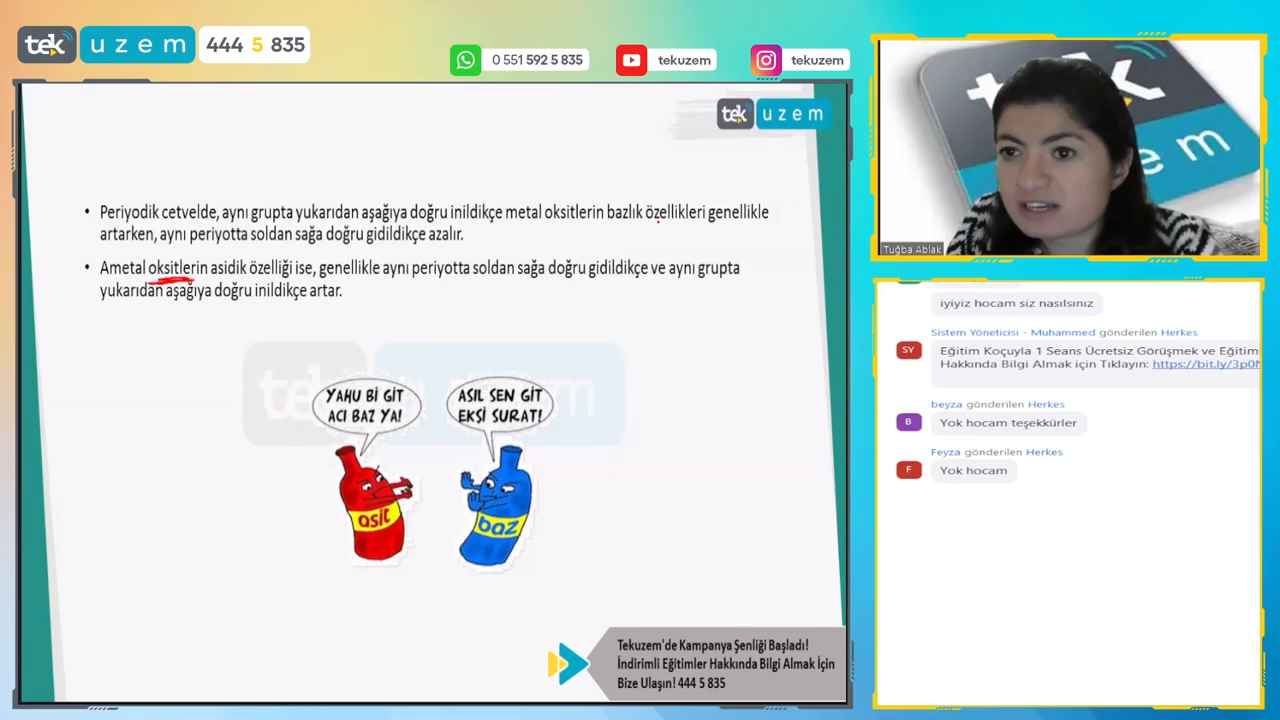 tek uzem 444 5 835
0 551 592 5 835
tekuzem
tekuzem
tek uzem
• Periyodik cetvelde, aynı grupta yukarıdan aşağıya doğru inildikçe metal oksitlerin bazlık özellikleri genellikle
artarken, aynı periyotta soldan sağa doğru gidildikçe azalır.
• Ametal oksitlerin asidik özelliği ise, genellikle aynı periyotta soldan sağa doğru gidildikçe ve aynı grupta
yukarıdan aşağıya doğru inildikçe artar.
YAHU Bİ GİT
ACI BAZ YA!
ASIL SEN GİT
EKŞİ SURAT!
asit
baz
Tekuzem'de Kampanya Şenliği Başladı!
İndirimli Eğitimler Hakkında Bilgi Almak İçin
Bize Ulaşın! 444 5 835
tek
e m
Tuğba Ablak
iyiyiz hocam siz nasılsınız
Sistem Yöneticisi - Muhammed gönderilen Herkes
SY
Eğitim Koçuyla 1 Seans Ücretsiz Görüşmek ve Eğitim
Hakkında Bilgi Almak için Tıklayın: https://bit.ly/3p0
beyza gönderilen Herkes
B
Yok hocam teşekkürler
Feyza gönderilen Herkes
F
Yok hocam